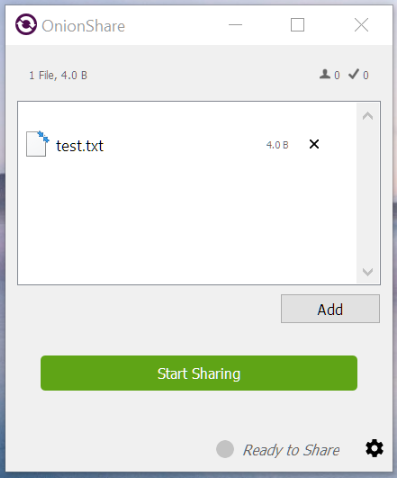 OnionShare
1 File, 4.0 B 0 0
test.txt 4.0 B
Add
Start Sharing
Ready to Share